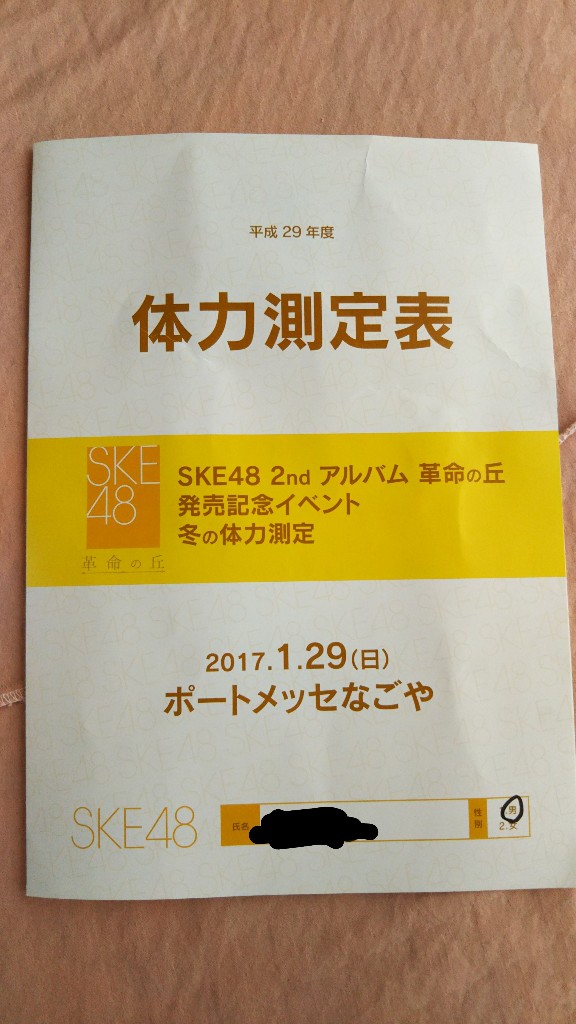 平成 29 年度
体力測定表
SKE
48
革命の丘
SKE48 2nd アルバム 革命の丘
発売記念イベント
冬の体力測定
2017.1.29(日)
ポートメッセなごや
SKE48
氏名
性別
1.男
2.女